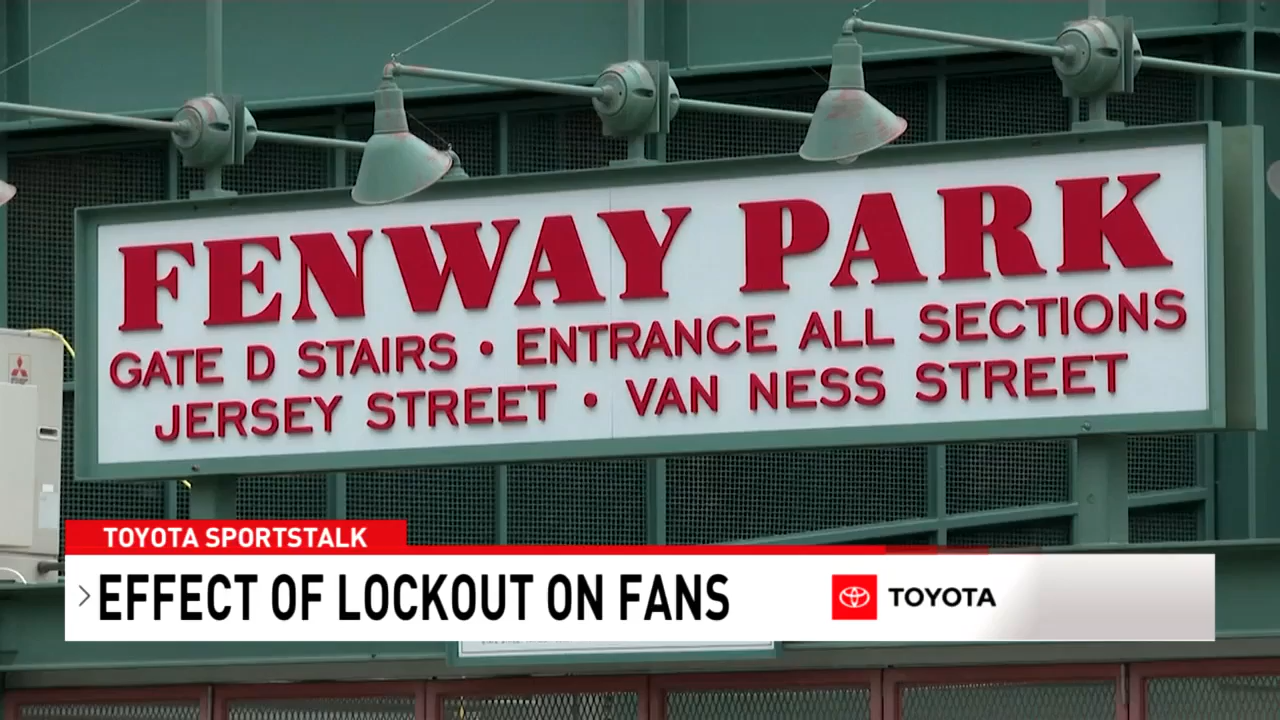 FENWAY PARK
GATE D STAIRS • ENTRANCE ALL SECTIONS
JERSEY STREET • VAN NESS STREET
TOYOTA SPORTSTALK
EFFECT OF LOCKOUT ON FANS
TOYOTA